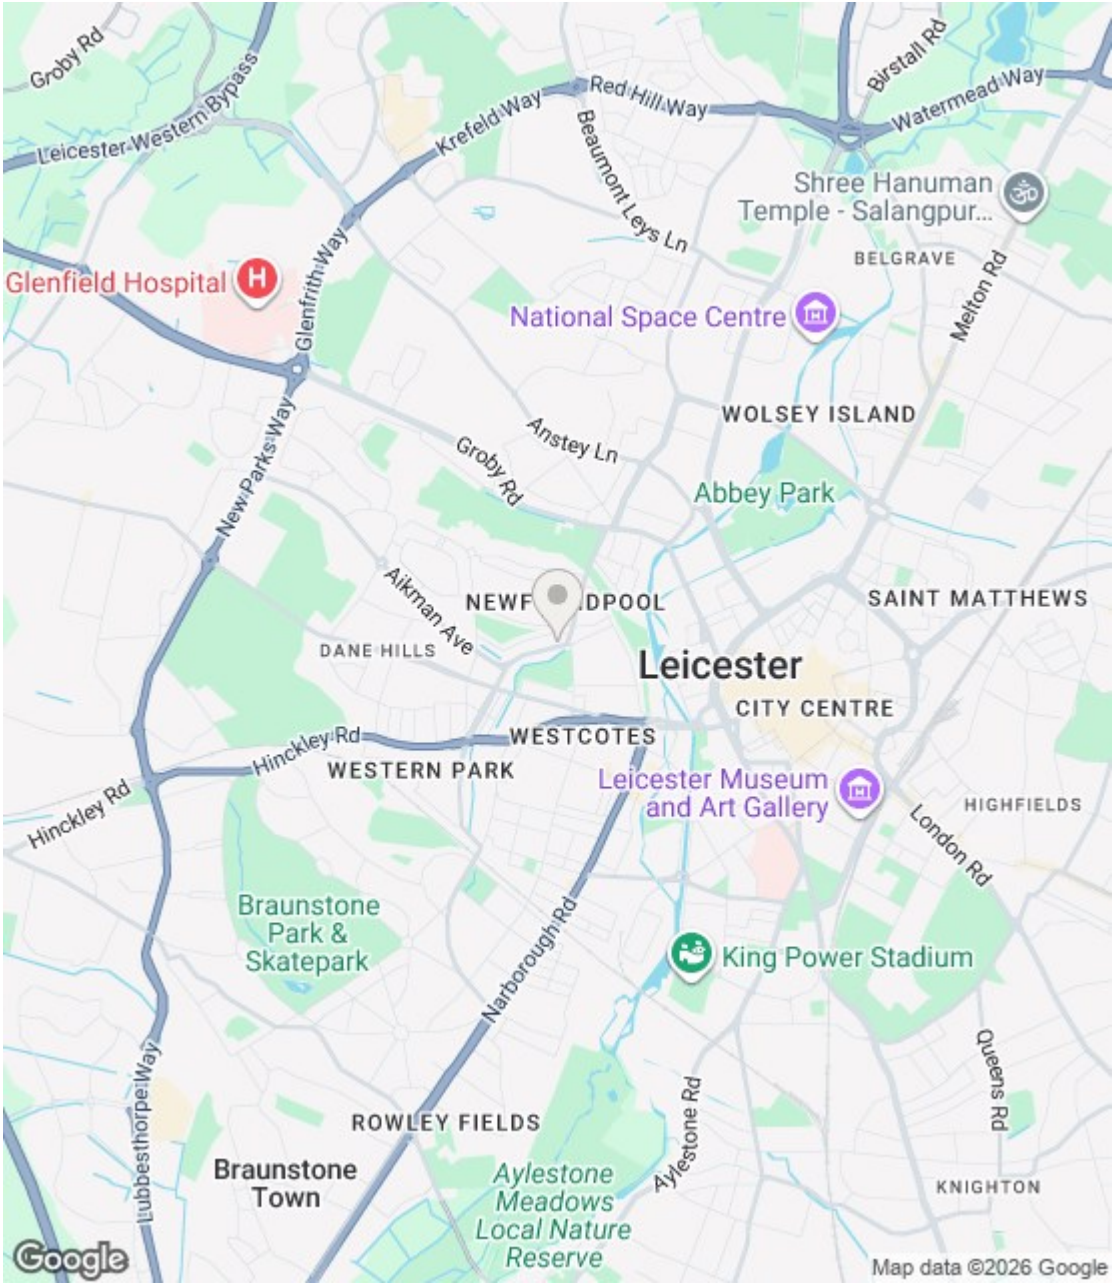 Groby Rd
Leicester Western Bypass
Krefeld Way
Red Hill Way
Birstall Rd
Watermead Way
Beaumont Leys Ln
Shree Hanuman
Temple - Salangpur...
BELGRAVE
Melton Rd
Glenfield Hospital
H
Glenfrith Way
National Space Centre
WOLSEY ISLAND
Anstey Ln
Groby Rd
New Parks Way
Abbey Park
Aikman Ave
SAINT MATTHEWS
DANE HILLS
Leicester
CITY CENTRE
Hinckley Rd
WESTCOTES
WESTERN PARK
Leicester Museum
and Art Gallery
HIGHFIELDS
Hinckley Rd
London Rd
Braunstone
Park &
Skatepark
Narborough Rd
King Power Stadium
Queens Rd
Lubbesthorpe Way
Aylestone Rd
ROWLEY FIELDS
Braunstone
Town
Aylestone
Meadows
Local Nature
Reserve
KNIGHTON
Google
Map data ©2026 Google